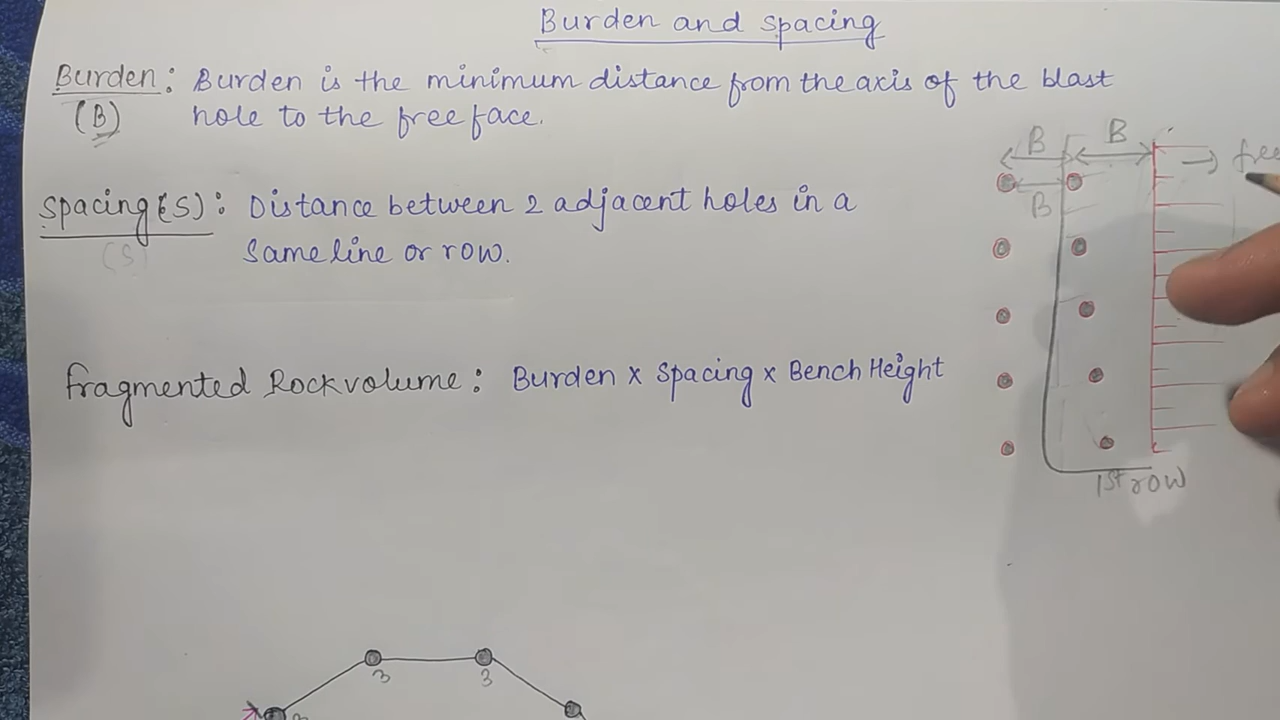 Burden and spacing
Burden: Burden is the minimum distance from the axis of the blast
(B) hole to the free face.
Spacing(S): Distance between 2 adjacent holes in a
(S) Same line or row.
Fragmented Rock volume: Burden x Spacing x Bench Height
B B
B
1st row
3 3